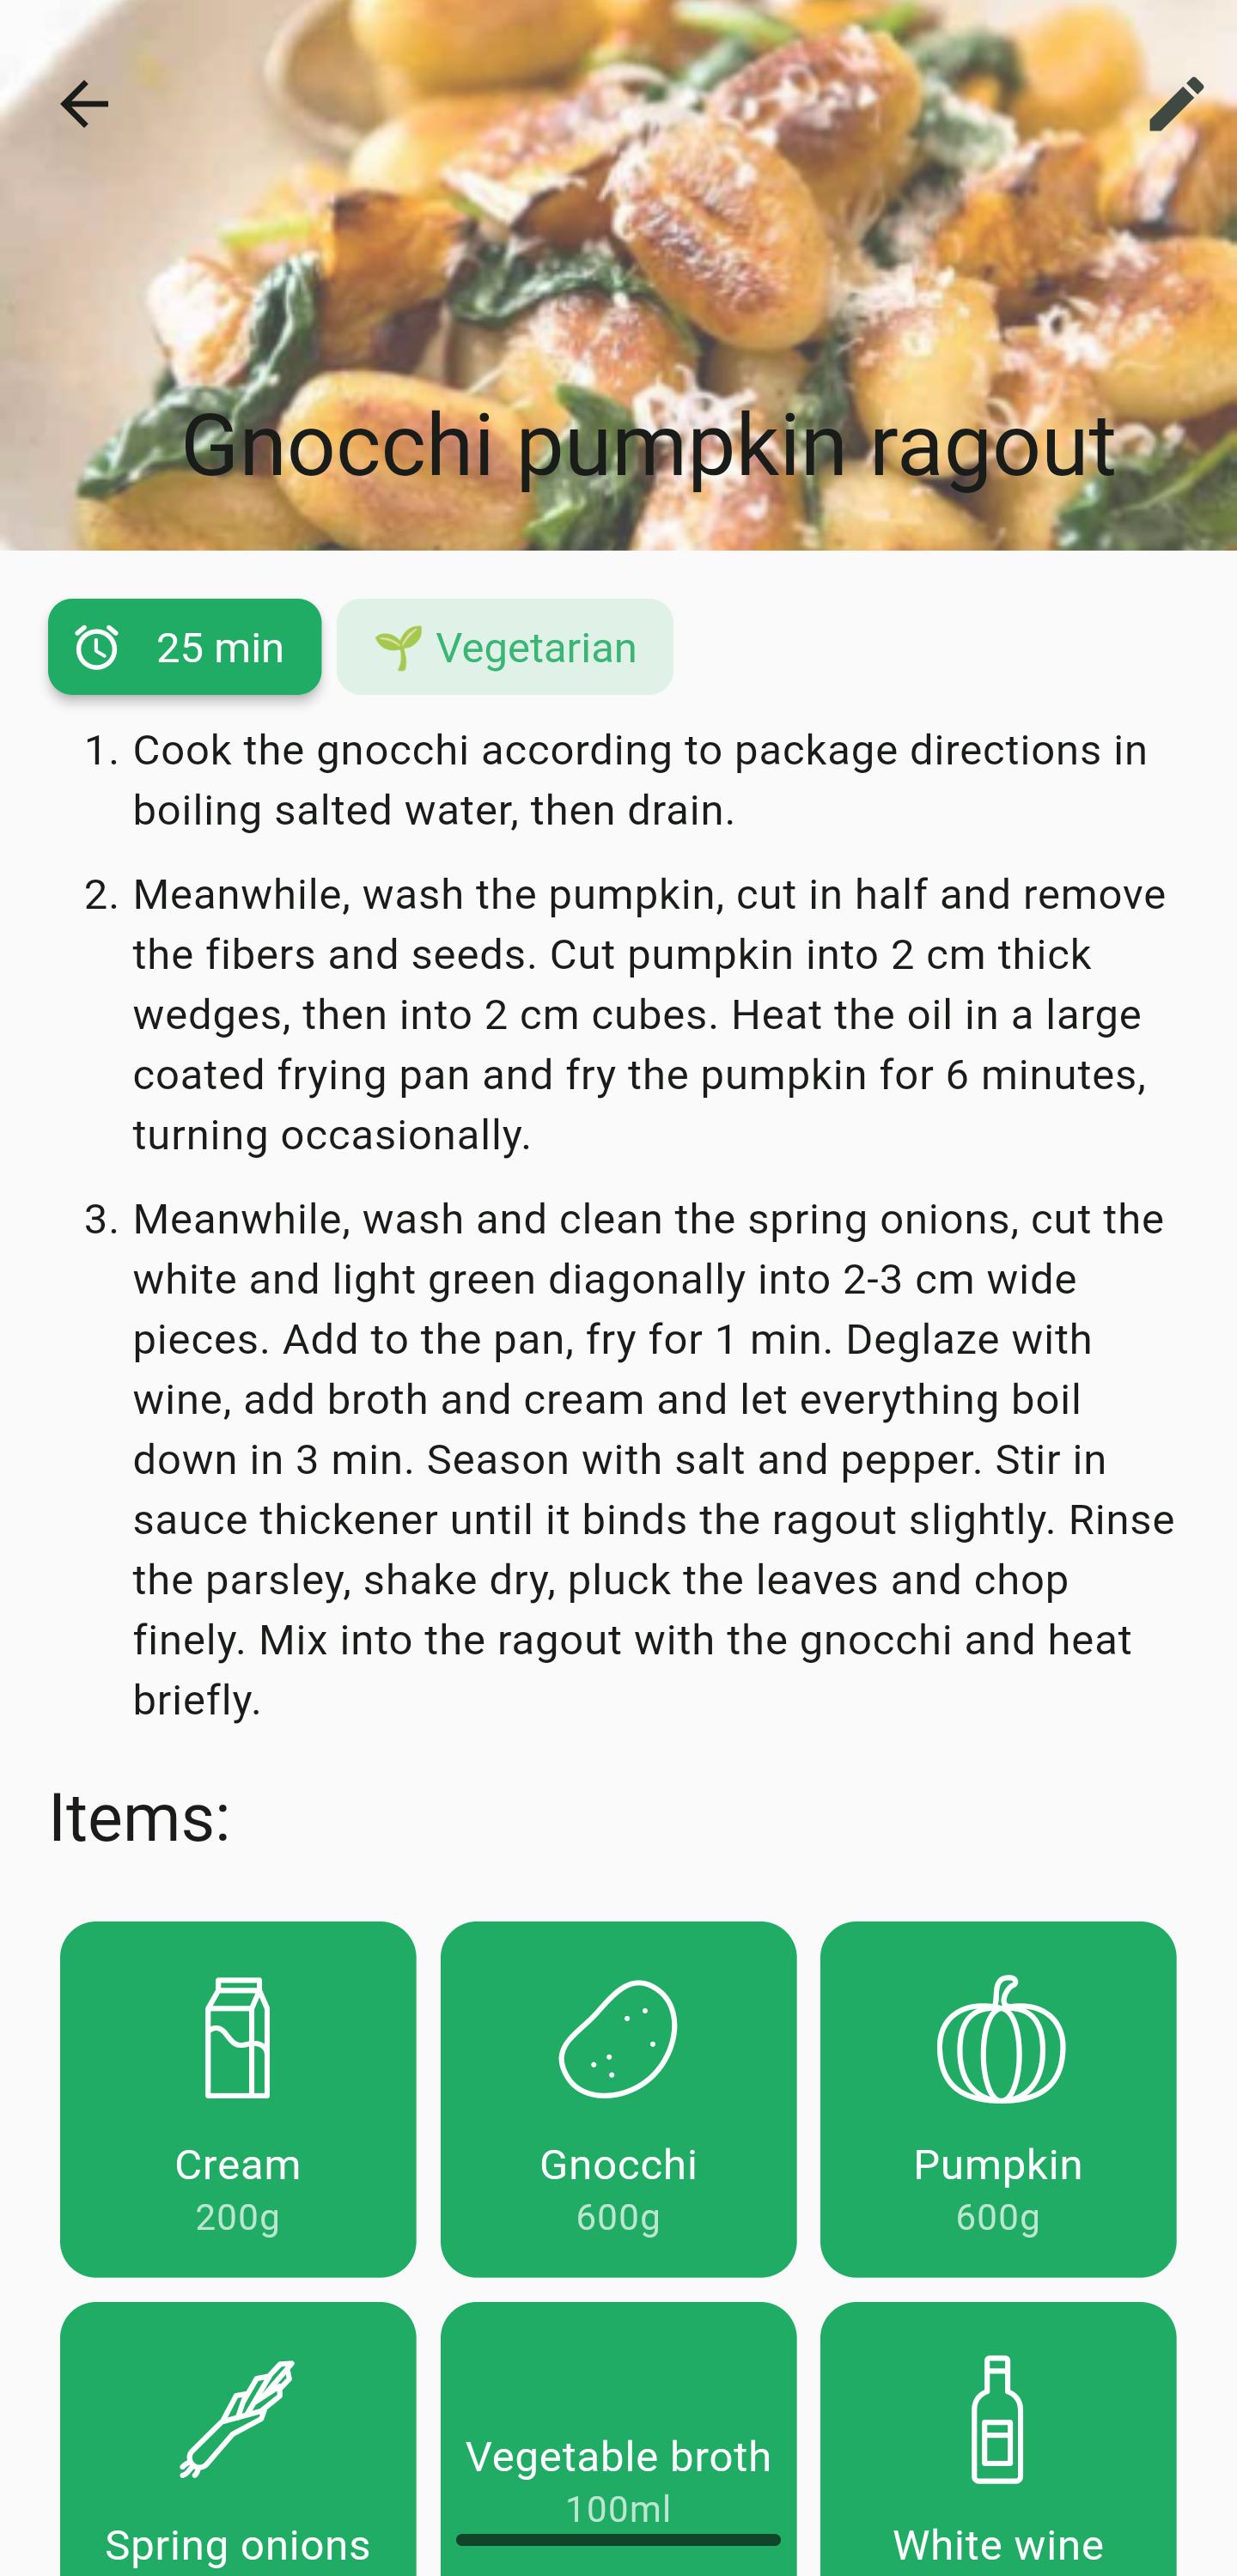 Gnocchi pumpkin ragout
25 min
🌱 Vegetarian
1. Cook the gnocchi according to package directions in
boiling salted water, then drain.
2. Meanwhile, wash the pumpkin, cut in half and remove
the fibers and seeds. Cut pumpkin into 2 cm thick
wedges, then into 2 cm cubes. Heat the oil in a large
coated frying pan and fry the pumpkin for 6 minutes,
turning occasionally.
3. Meanwhile, wash and clean the spring onions, cut the
white and light green diagonally into 2-3 cm wide
pieces. Add to the pan, fry for 1 min. Deglaze with
wine, add broth and cream and let everything boil
down in 3 min. Season with salt and pepper. Stir in
sauce thickener until it binds the ragout slightly. Rinse
the parsley, shake dry, pluck the leaves and chop
finely. Mix into the ragout with the gnocchi and heat
briefly.
Items:
Cream
200g
Gnocchi
600g
Pumpkin
600g
Spring onions
Vegetable broth
100ml
White wine